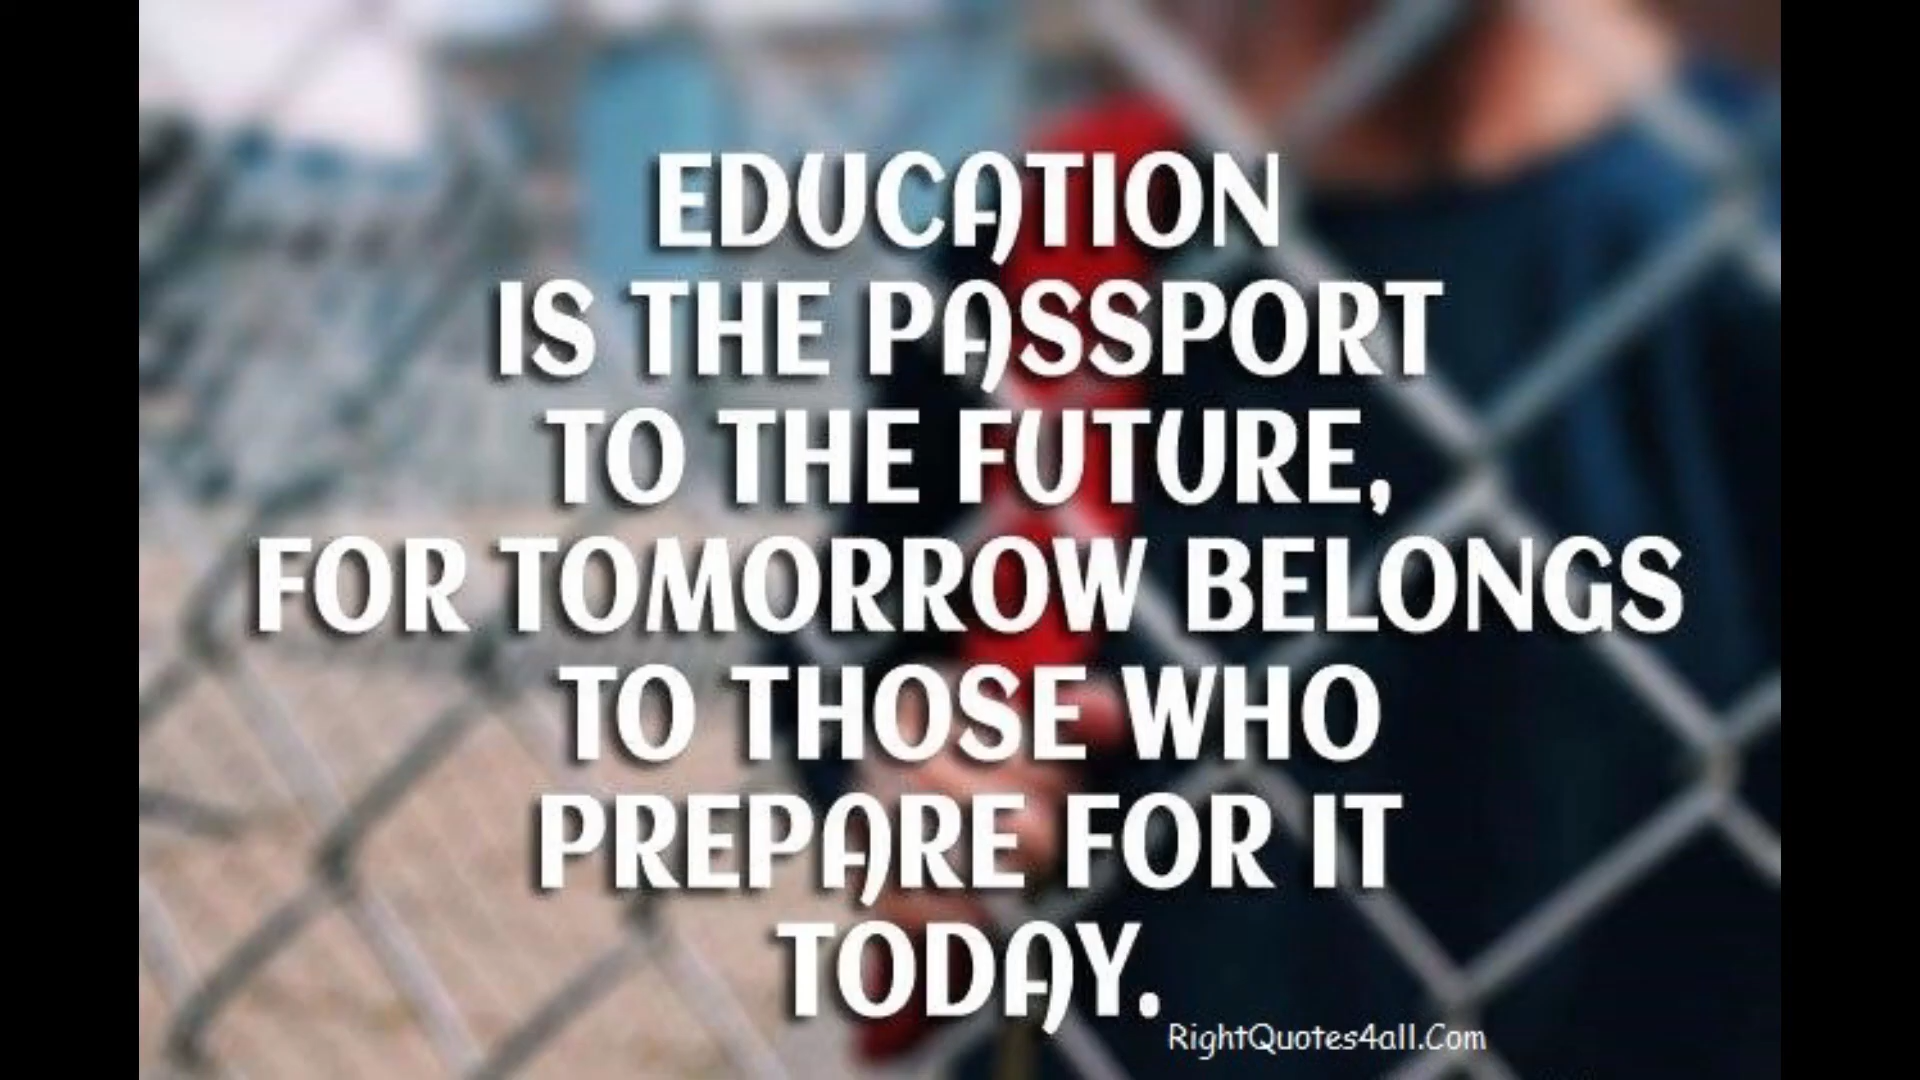 EDUCATION
IS THE PASSPORT
TO THE FUTURE,
FOR TOMORROW BELONGS
TO THOSE WHO
PREPARE FOR IT
TODAY.
RightQuotes4all.Com